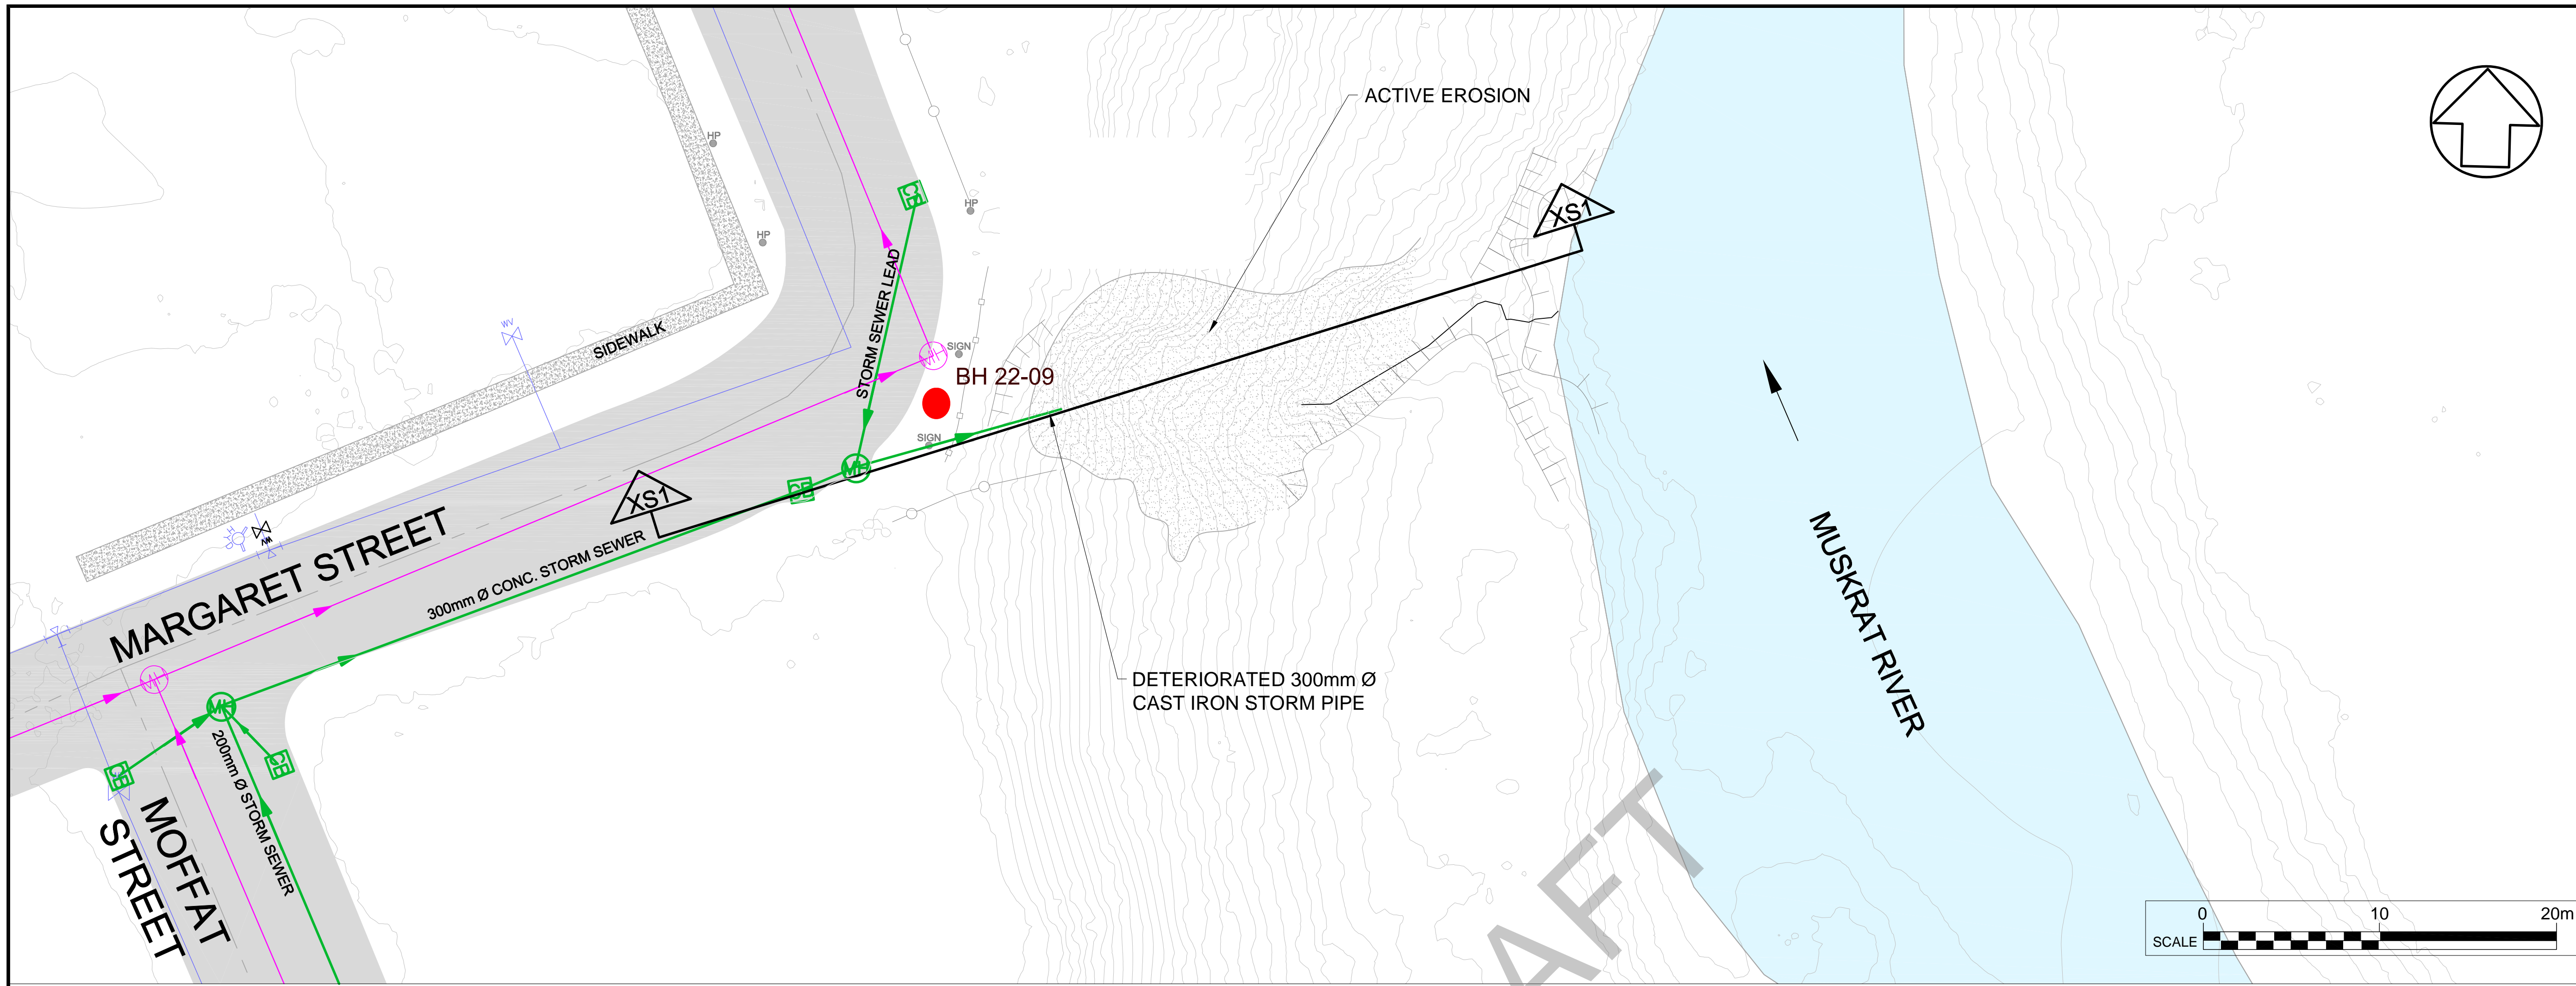 ACTIVE EROSION
HP
CB
HP
HP
XS1
STORM SEWER LEAD
WV
SIDEWALK
MH
SIGN
BH 22-09
SIGN
MH
CB
XS1
MARGARET STREET
300mm Ø CONC. STORM SEWER
MUSKRAT RIVER
DETERIORATED 300mm Ø
CAST IRON STORM PIPE
MH
MH
CB
CB
200mm Ø STORM SEWER
MOFFAT
STREET
AFT
0 10 20m
SCALE